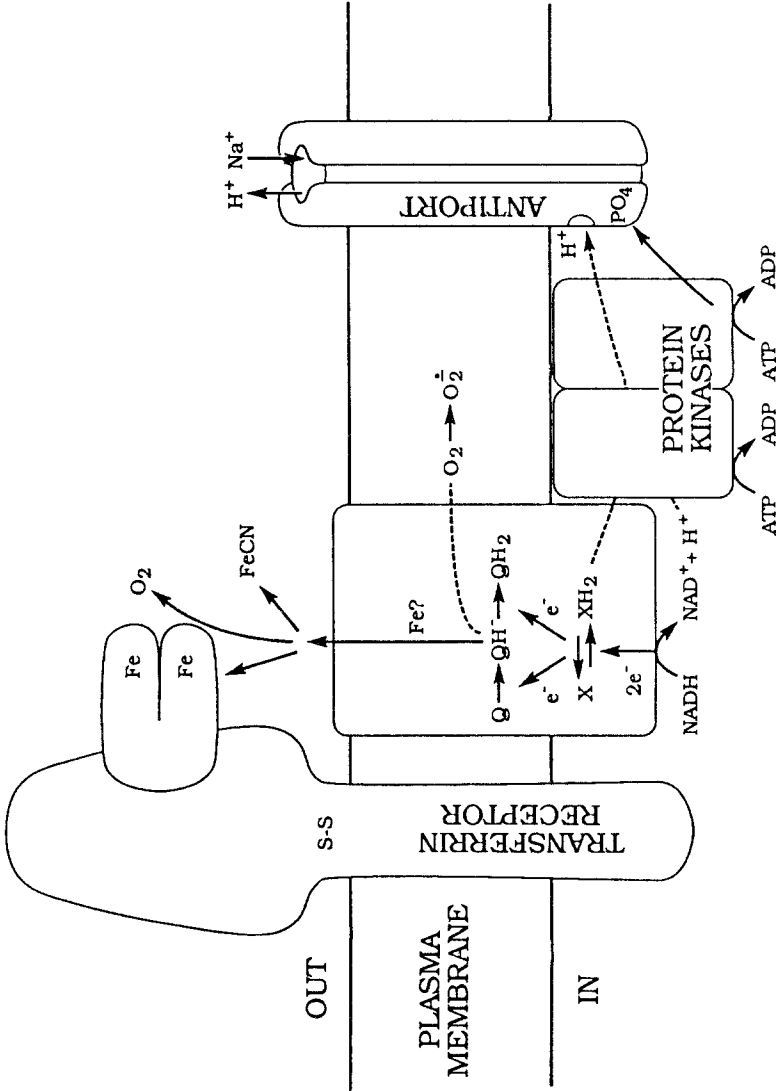 OUT
PLASMA
MEMBRANE
IN
S-S
TRANSFERRIN
RECEPTOR
Fe
Fe
O₂
FeCN
Fe?
Q
QH⁻
QH₂
e⁻
e⁻
X
XH₂
2e⁻
NADH
NAD⁺ + H⁺
O₂
O₂∸
PROTEIN
KINASES
ATP
ADP
ATP
ADP
H⁺
Na⁺
ANTIPORT
H⁺
PO₄